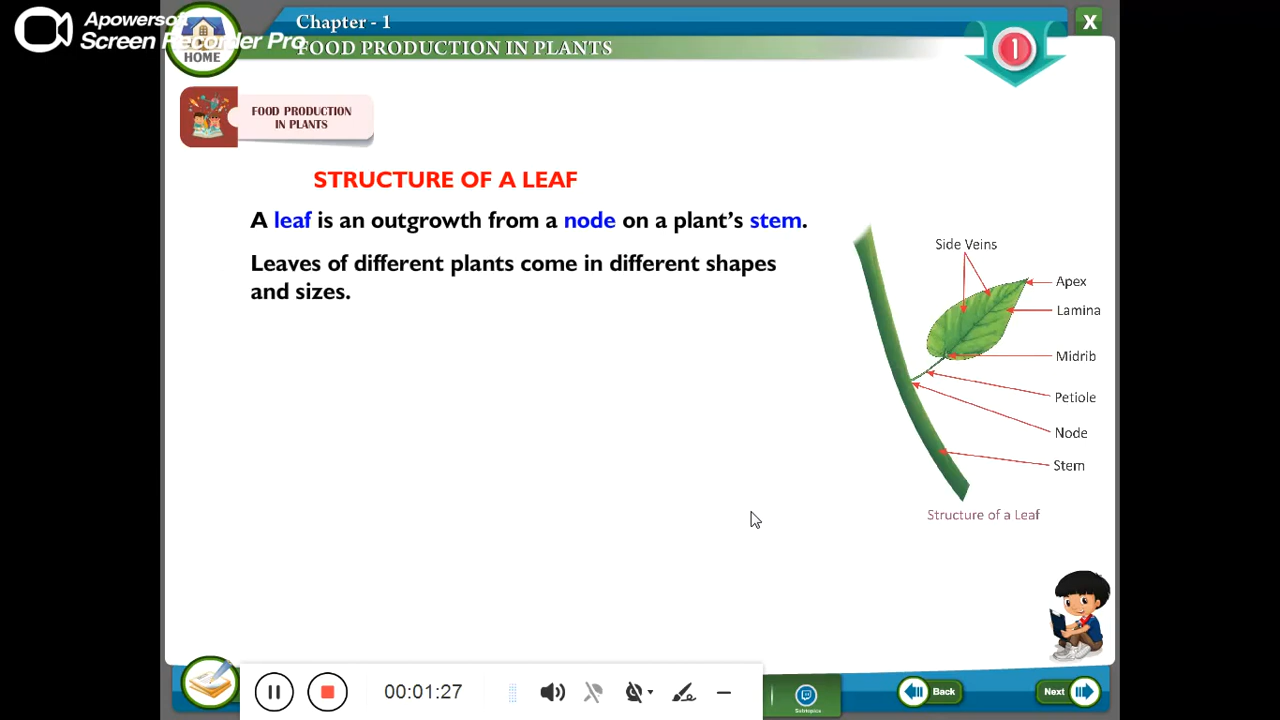 Apowersoft
Screen Recorder Pro
HOME
Chapter - 1
FOOD PRODUCTION IN PLANTS
1
X
FOOD PRODUCTION
IN PLANTS
STRUCTURE OF A LEAF
A leaf is an outgrowth from a node on a plant's stem.
Leaves of different plants come in different shapes
and sizes.
Side Veins
Apex
Lamina
Midrib
Petiole
Node
Stem
Structure of a Leaf
00:01:27
Subtopics
Back
Next